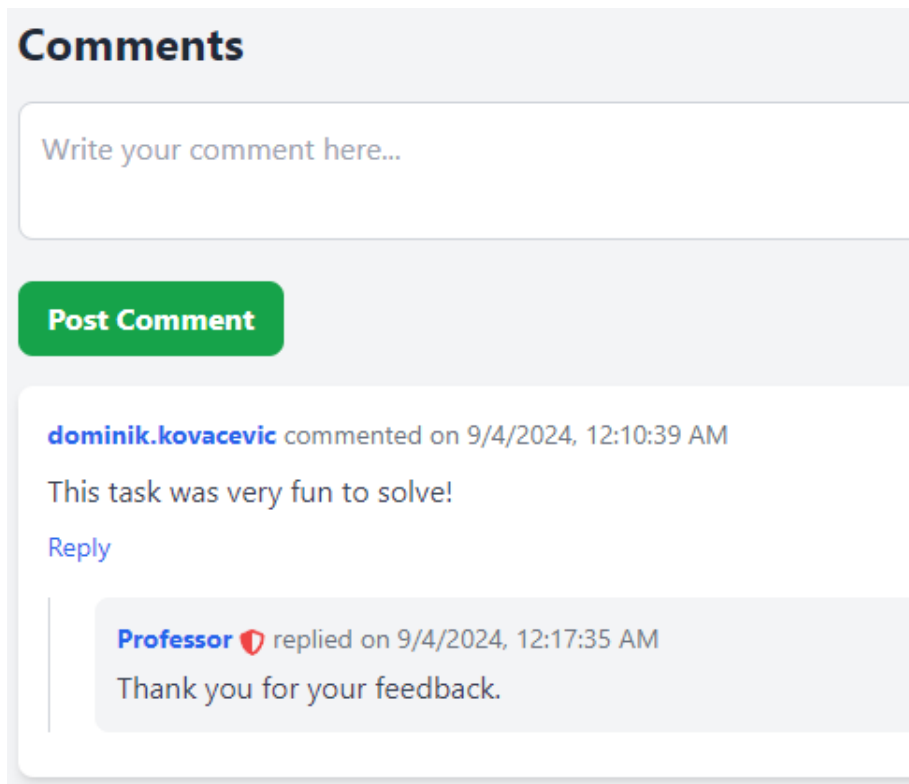 Comments
Write your comment here...
Post Comment
dominik.kovacevic commented on 9/4/2024, 12:10:39 AM
This task was very fun to solve!
Reply
Professor replied on 9/4/2024, 12:17:35 AM
Thank you for your feedback.